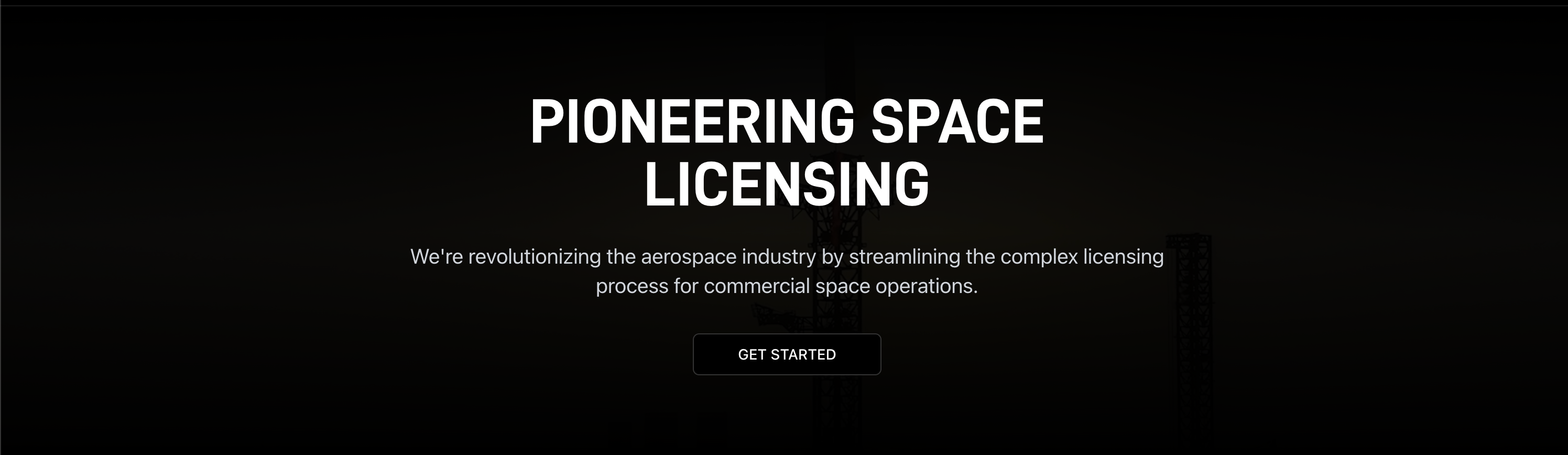 PIONEERING SPACE
LICENSING
We're revolutionizing the aerospace industry by streamlining the complex licensing
process for commercial space operations.
GET STARTED